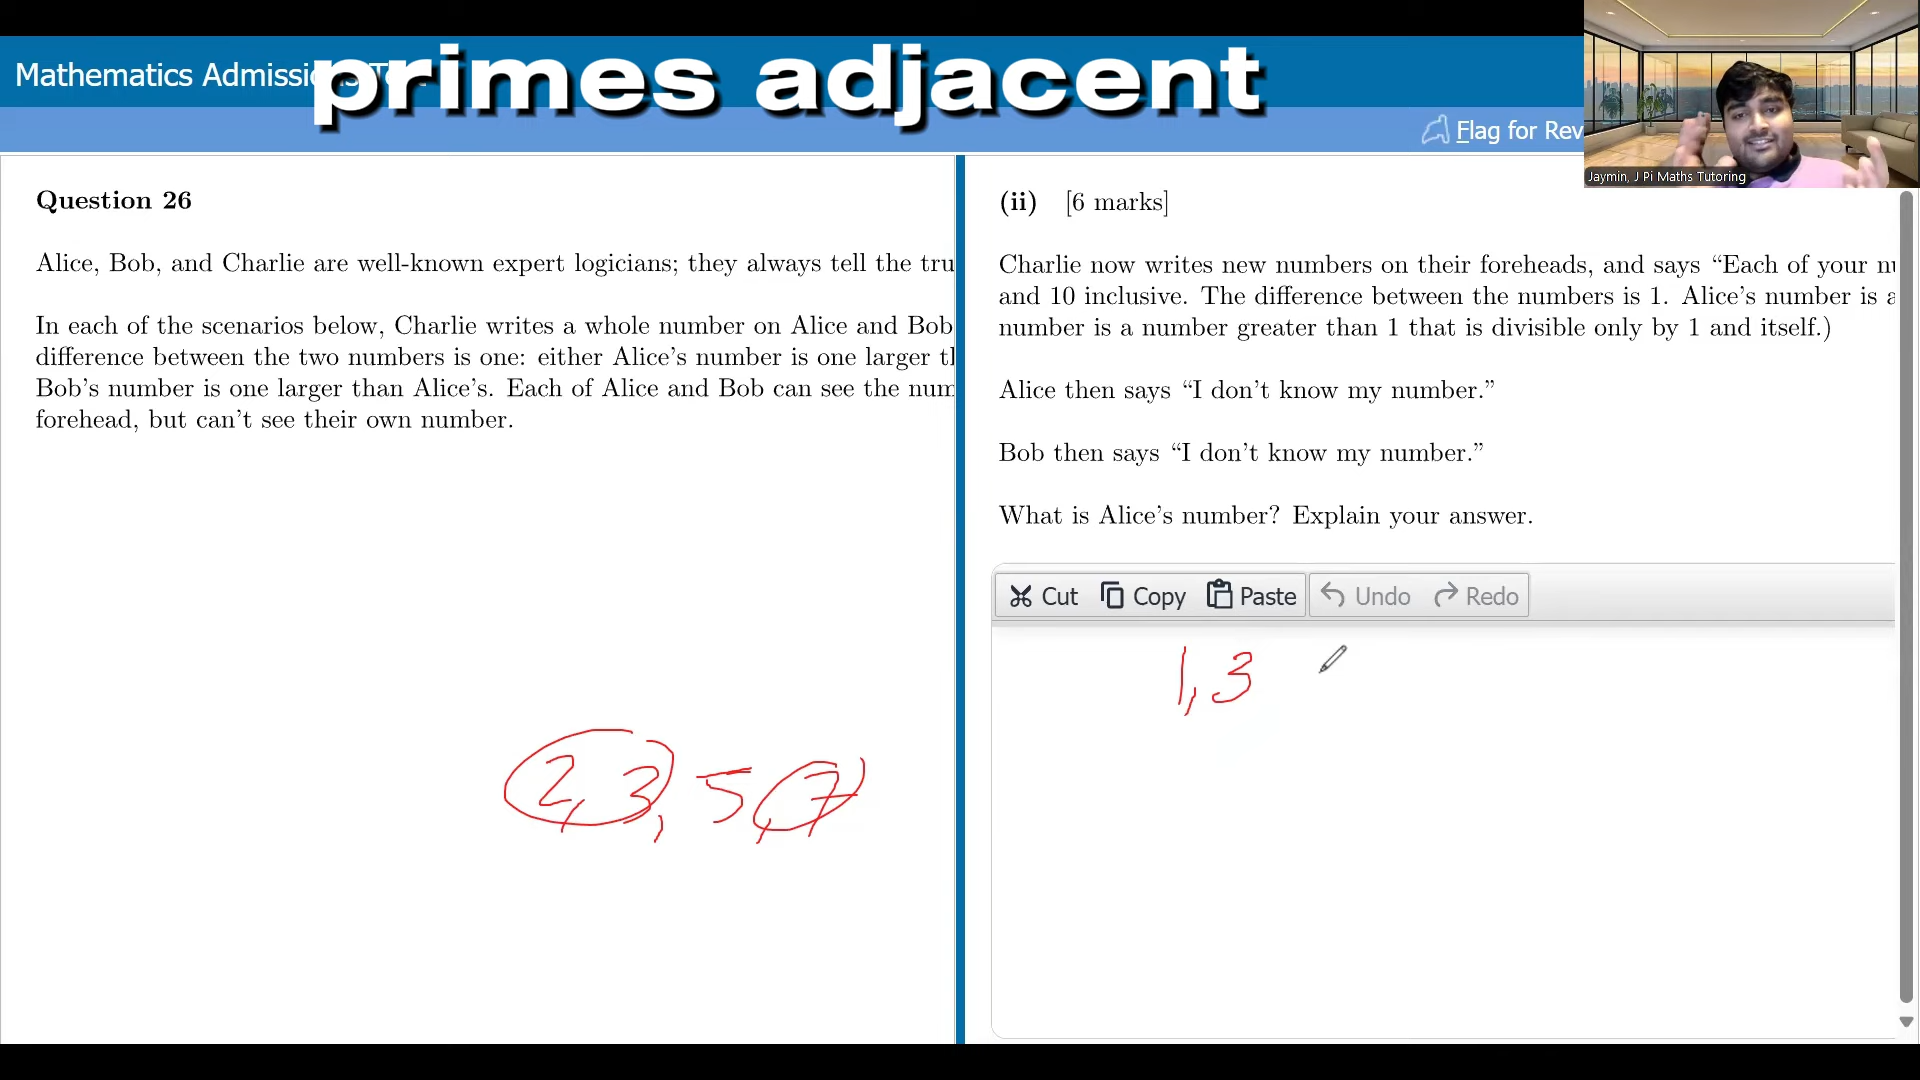 Mathematics Admissions T
primes adjacent
Flag for Rev
Jaymin, J Pi Maths Tutoring
Question 26
Alice, Bob, and Charlie are well-known expert logicians; they always tell the tru
In each of the scenarios below, Charlie writes a whole number on Alice and Bob
difference between the two numbers is one: either Alice's number is one larger th
Bob's number is one larger than Alice's. Each of Alice and Bob can see the num
forehead, but can't see their own number.
2, 3, 5, 7
(ii) [6 marks]
Charlie now writes new numbers on their foreheads, and says “Each of your nu
and 10 inclusive. The difference between the numbers is 1. Alice's number is a
number is a number greater than 1 that is divisible only by 1 and itself.)
Alice then says “I don't know my number.”
Bob then says “I don't know my number.”
What is Alice's number? Explain your answer.
Cut Copy Paste Undo Redo
1, 3